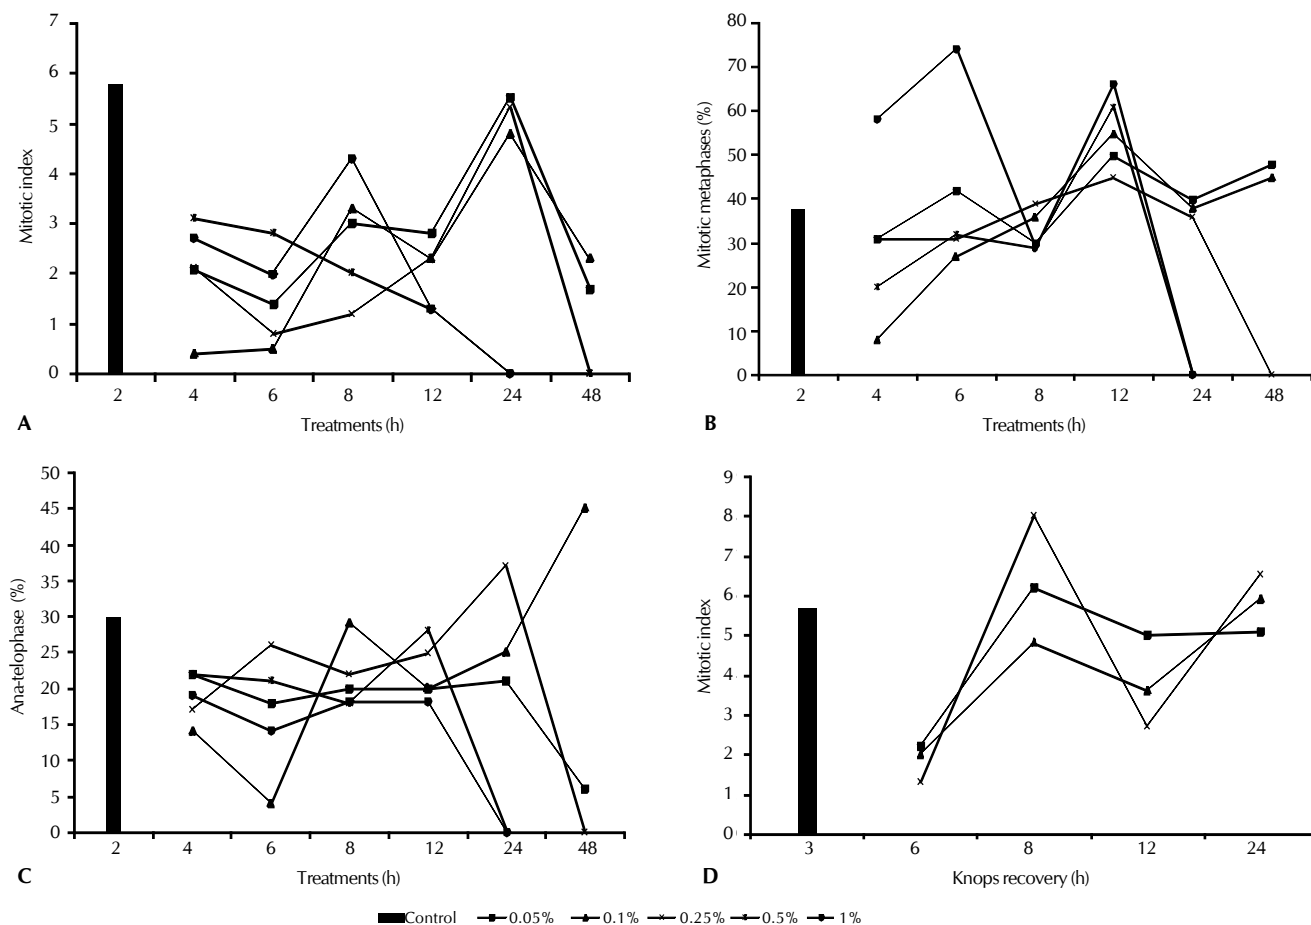 7
6
5
4
3
2
1
0
Mitotic index
2 4 6 8 12 24 48
A Treatments (h)
80
70
60
50
40
30
20
10
0
Mitotic metaphases (%)
2 4 6 8 12 24 48
B Treatments (h)
50
45
40
35
30
25
20
15
10
5
0
Ana-telophase (%)
2 4 6 8 12 24 48
C Treatments (h)
9
8
7
6
5
4
3
2
1
0
Mitotic index
3 6 8 12 24
D Knops recovery (h)
Control 0.05% 0.1% 0.25% 0.5% 1%